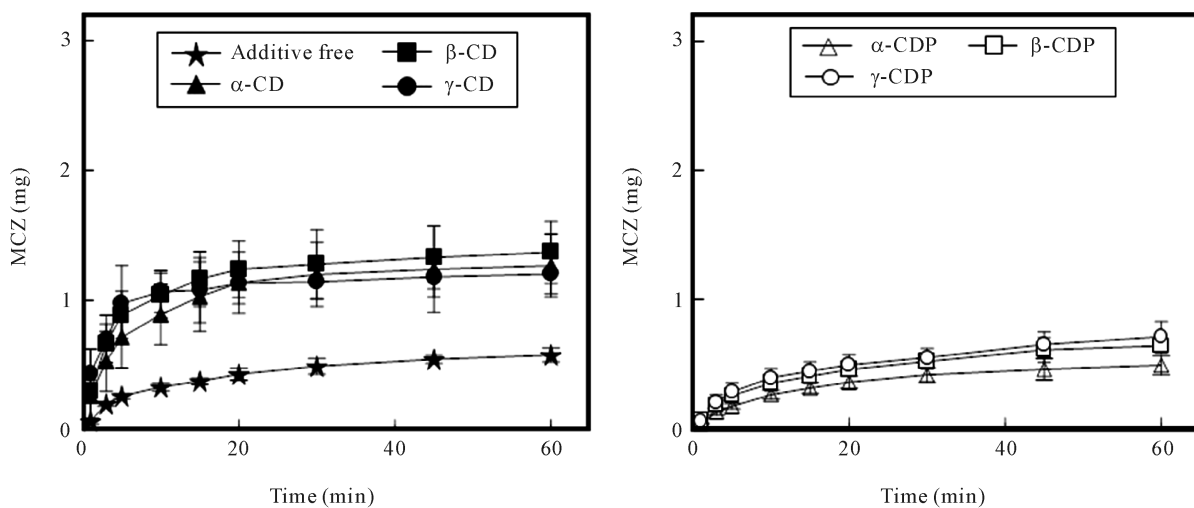 3
2
1
0
MCZ (mg)
Additive free
β-CD
α-CD
γ-CD
0
20
40
60
Time (min)
3
2
1
0
MCZ (mg)
α-CDP
β-CDP
γ-CDP
0
20
40
60
Time (min)